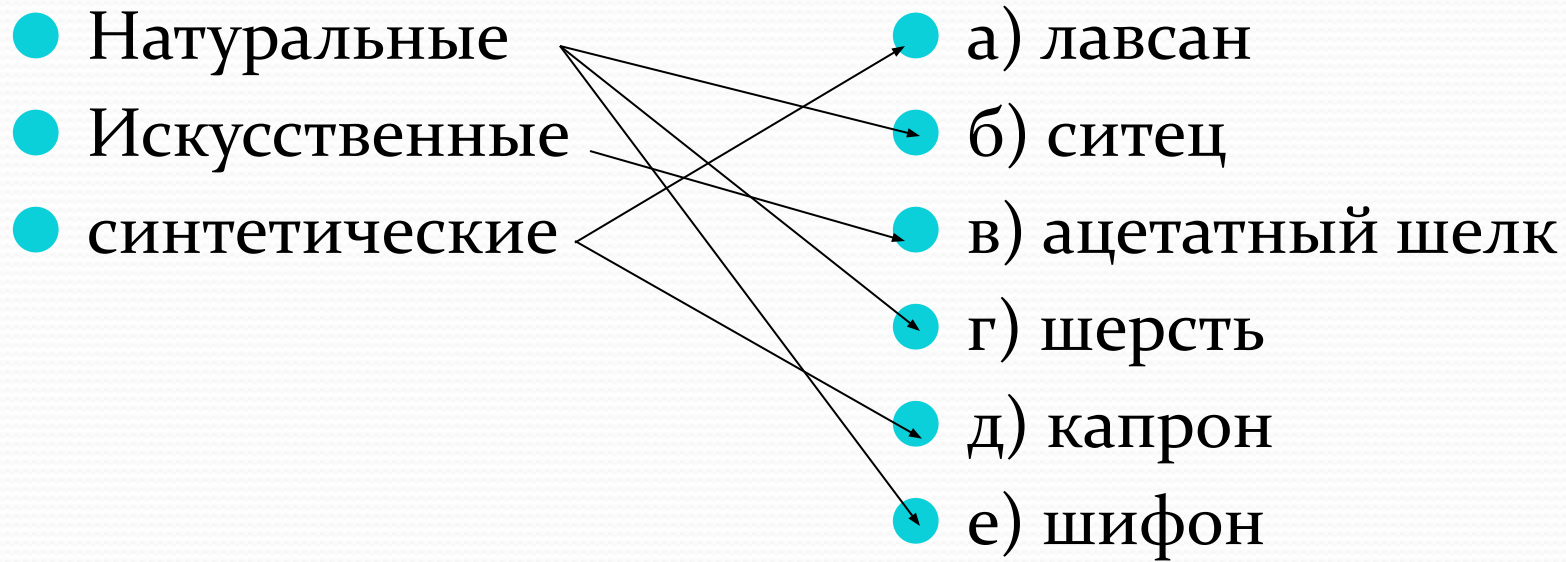 Натуральные
Искусственные
синтетические
а) лавсан
б) ситец
в) ацетатный шелк
г) шерсть
д) капрон
е) шифон